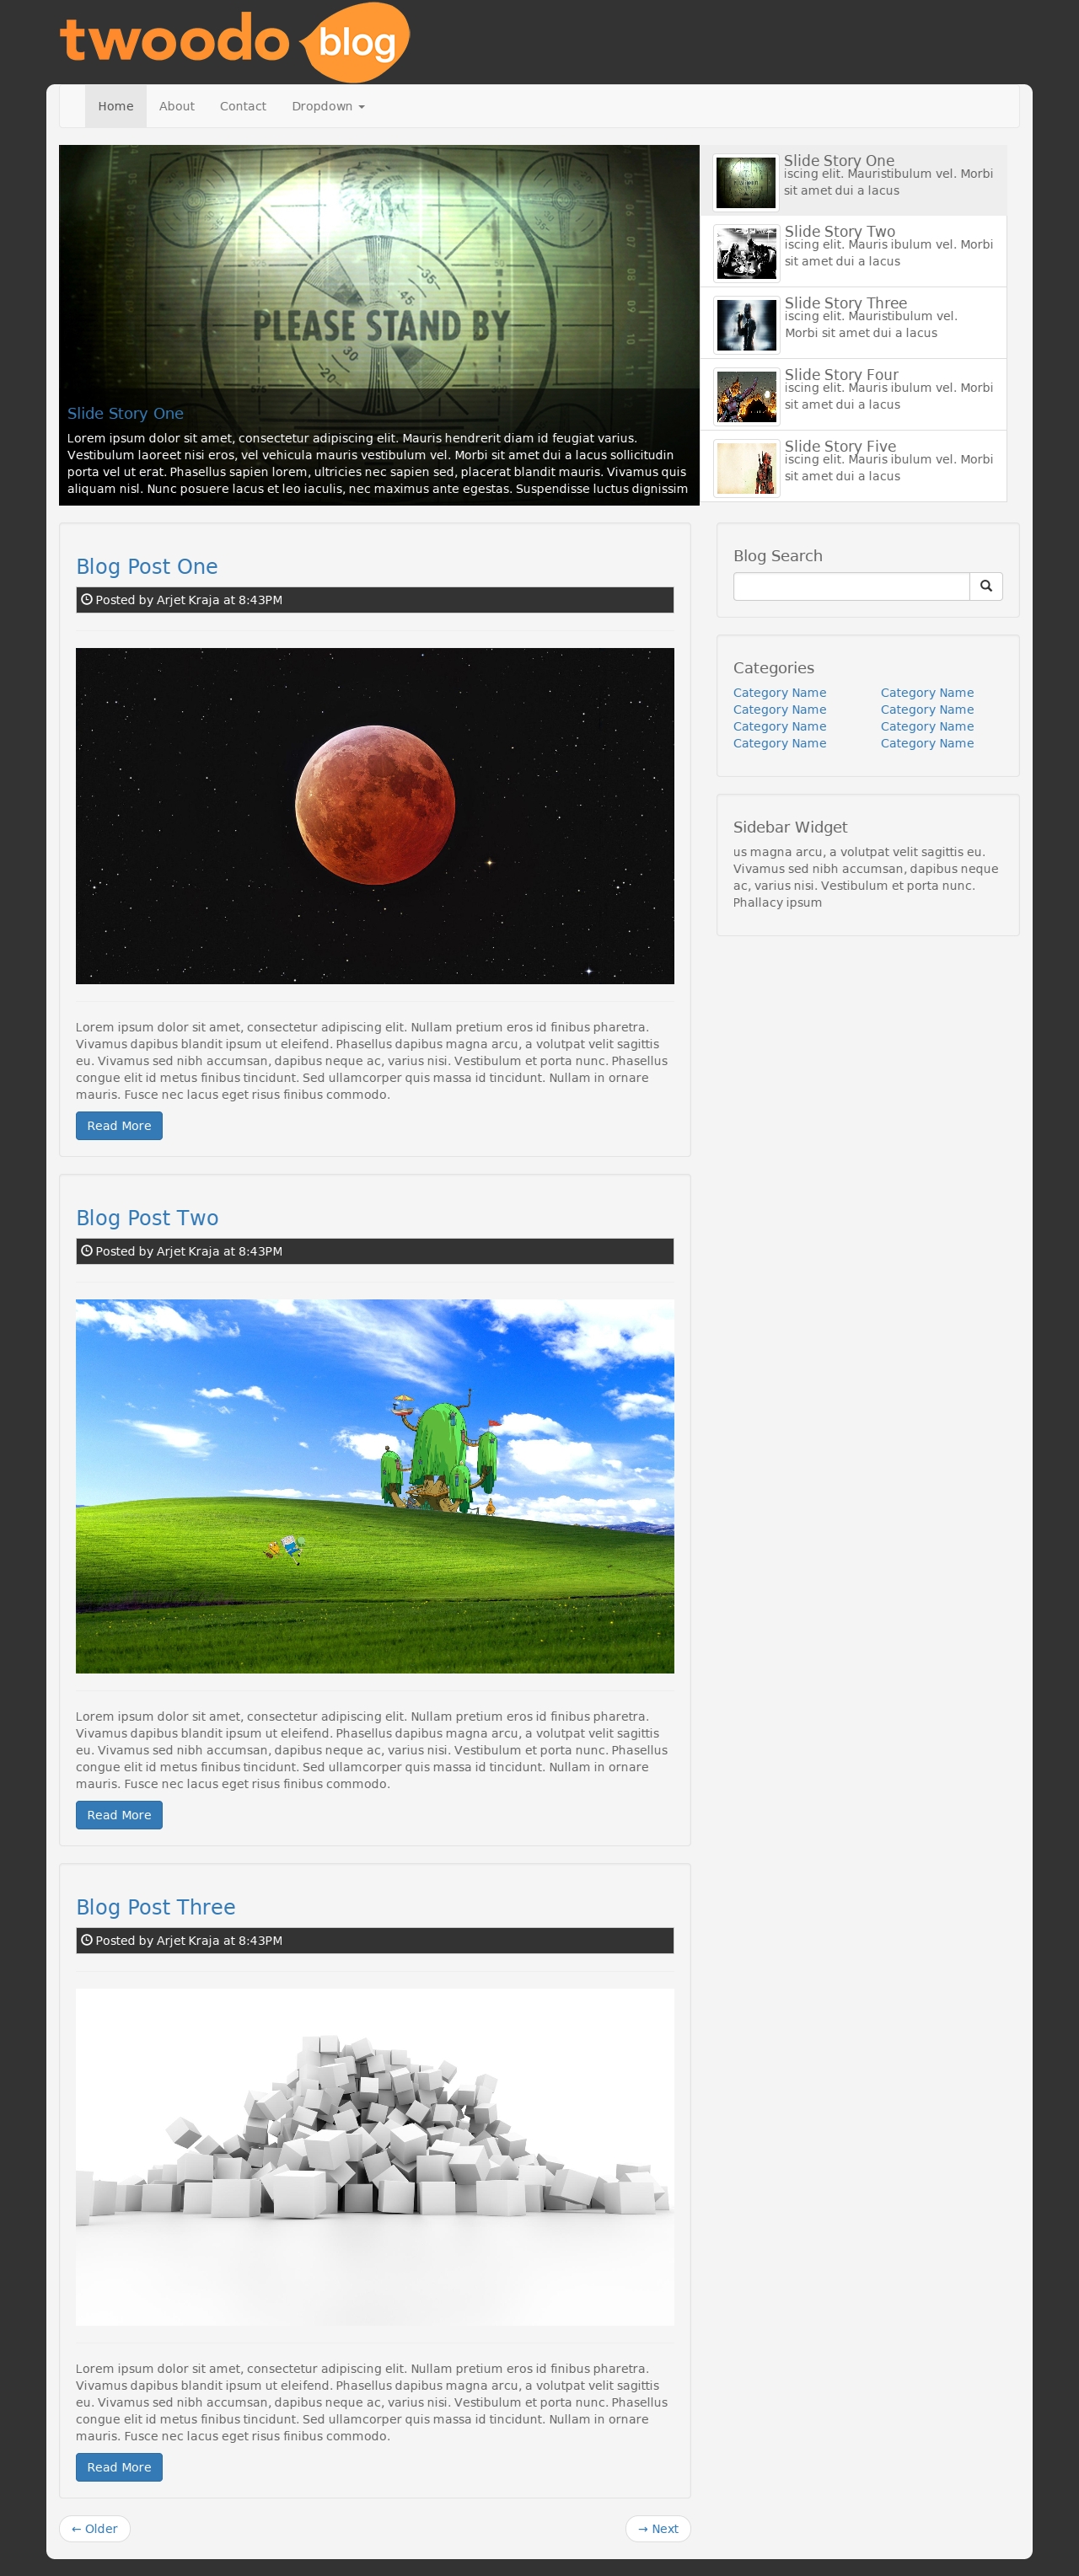 twoodo blog
Home About Contact Dropdown
PLEASE STAND BY
Slide Story One
Lorem ipsum dolor sit amet, consectetur adipiscing elit. Mauris hendrerit diam id feugiat varius.
Vestibulum laoreet nisi eros, vel vehicula mauris vestibulum vel. Morbi sit amet dui a lacus sollicitudin
porta vel ut erat. Phasellus sapien lorem, ultricies nec sapien sed, placerat blandit mauris. Vivamus quis
aliquam nisl. Nunc posuere lacus et leo iaculis, nec maximus ante egestas. Suspendisse luctus dignissim
Slide Story One
iscing elit. Mauristibulum vel. Morbi
sit amet dui a lacus
Slide Story Two
iscing elit. Mauris ibulum vel. Morbi
sit amet dui a lacus
Slide Story Three
iscing elit. Mauristibulum vel.
Morbi sit amet dui a lacus
Slide Story Four
iscing elit. Mauris ibulum vel. Morbi
sit amet dui a lacus
Slide Story Five
iscing elit. Mauris ibulum vel. Morbi
sit amet dui a lacus
Blog Post One
Posted by Arjet Kraja at 8:43PM
Lorem ipsum dolor sit amet, consectetur adipiscing elit. Nullam pretium eros id finibus pharetra.
Vivamus dapibus blandit ipsum ut eleifend. Phasellus dapibus magna arcu, a volutpat velit sagittis
eu. Vivamus sed nibh accumsan, dapibus neque ac, varius nisi. Vestibulum et porta nunc. Phasellus
congue elit id metus finibus tincidunt. Sed ullamcorper quis massa id tincidunt. Nullam in ornare
mauris. Fusce nec lacus eget risus finibus commodo.
Read More
Blog Post Two
Posted by Arjet Kraja at 8:43PM
Lorem ipsum dolor sit amet, consectetur adipiscing elit. Nullam pretium eros id finibus pharetra.
Vivamus dapibus blandit ipsum ut eleifend. Phasellus dapibus magna arcu, a volutpat velit sagittis
eu. Vivamus sed nibh accumsan, dapibus neque ac, varius nisi. Vestibulum et porta nunc. Phasellus
congue elit id metus finibus tincidunt. Sed ullamcorper quis massa id tincidunt. Nullam in ornare
mauris. Fusce nec lacus eget risus finibus commodo.
Read More
Blog Post Three
Posted by Arjet Kraja at 8:43PM
Lorem ipsum dolor sit amet, consectetur adipiscing elit. Nullam pretium eros id finibus pharetra.
Vivamus dapibus blandit ipsum ut eleifend. Phasellus dapibus magna arcu, a volutpat velit sagittis
eu. Vivamus sed nibh accumsan, dapibus neque ac, varius nisi. Vestibulum et porta nunc. Phasellus
congue elit id metus finibus tincidunt. Sed ullamcorper quis massa id tincidunt. Nullam in ornare
mauris. Fusce nec lacus eget risus finibus commodo.
Read More
← Older
→ Next
Blog Search
Categories
Category Name Category Name
Category Name Category Name
Category Name Category Name
Category Name Category Name
Sidebar Widget
us magna arcu, a volutpat velit sagittis eu.
Vivamus sed nibh accumsan, dapibus neque
ac, varius nisi. Vestibulum et porta nunc.
Phallacy ipsum